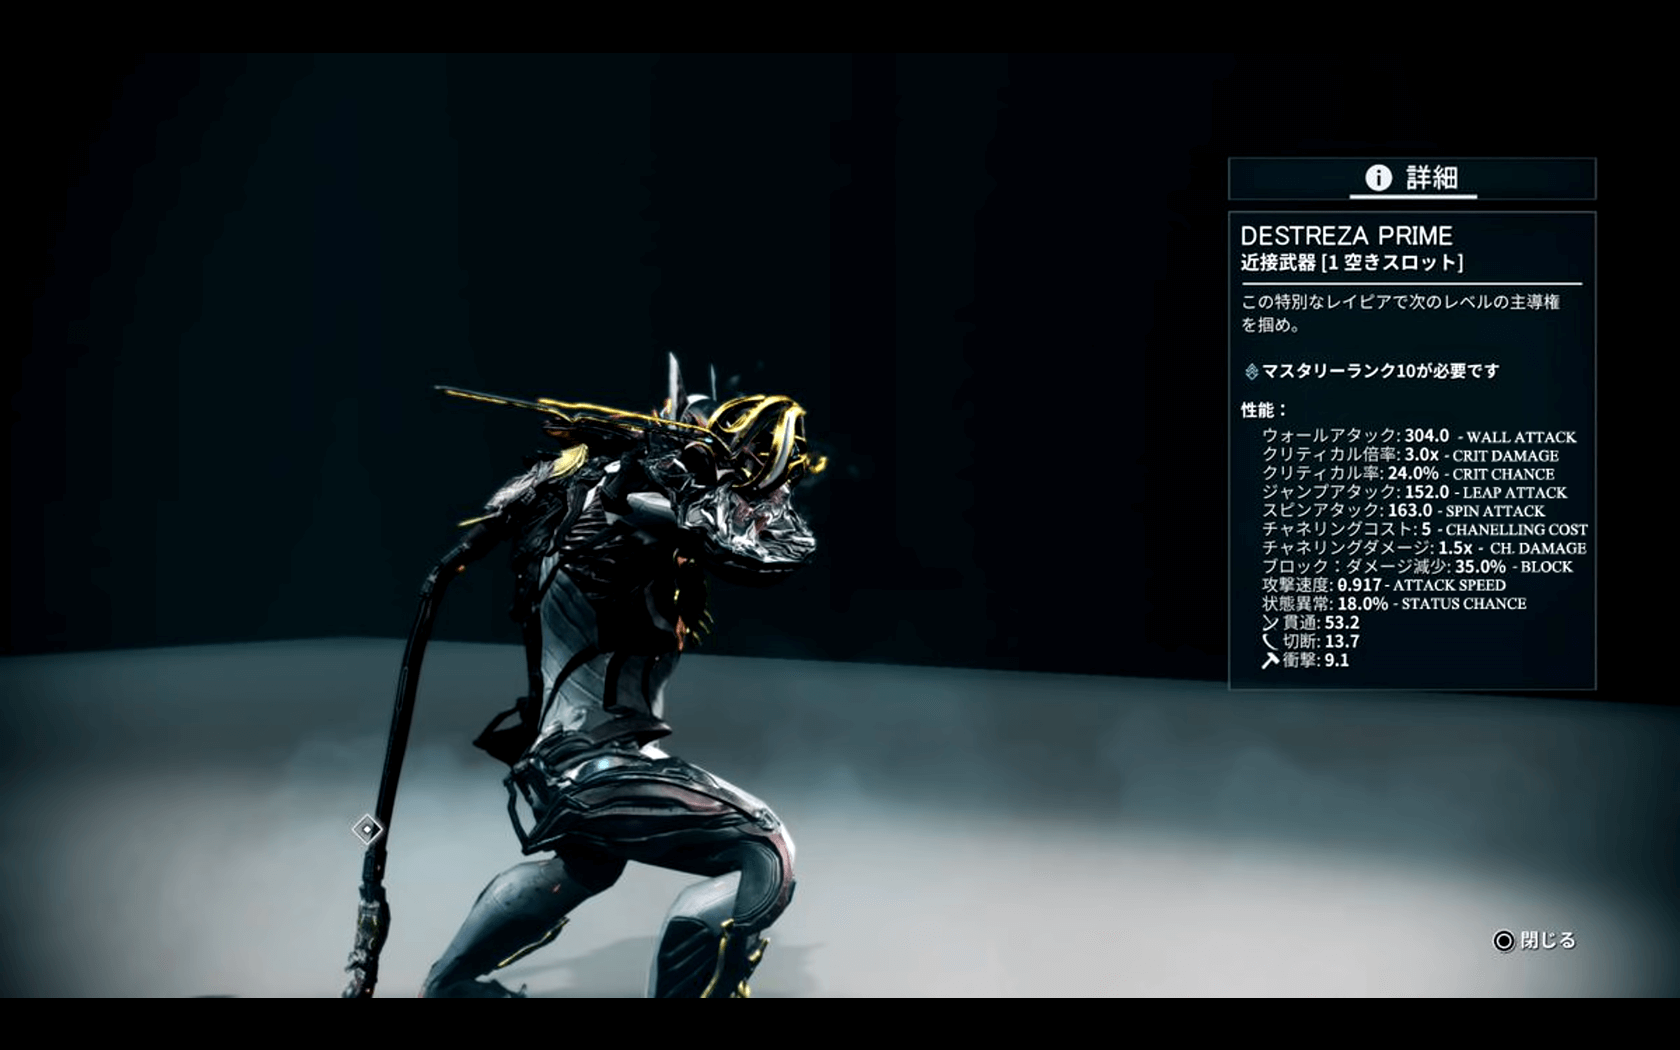 詳細
DESTREZA PRIME
近接武器 [1 空きスロット]
この特別なレイピアで次のレベルの主導権
を掴め。
マスタリーランク10が必要です
性能：
ウォールアタック: 304.0 - WALL ATTACK
クリティカル倍率: 3.0x - CRIT DAMAGE
クリティカル率: 24.0% - CRIT CHANCE
ジャンプアタック: 152.0 - LEAP ATTACK
スピンアタック: 163.0 - SPIN ATTACK
チャネリングコスト: 5 - CHANELLING COST
チャネリングダメージ: 1.5x - CH. DAMAGE
ブロック：ダメージ減少: 35.0% - BLOCK
攻撃速度: 0.917 - ATTACK SPEED
状態異常: 18.0% - STATUS CHANCE
貫通: 53.2
切断: 13.7
衝撃: 9.1
閉じる